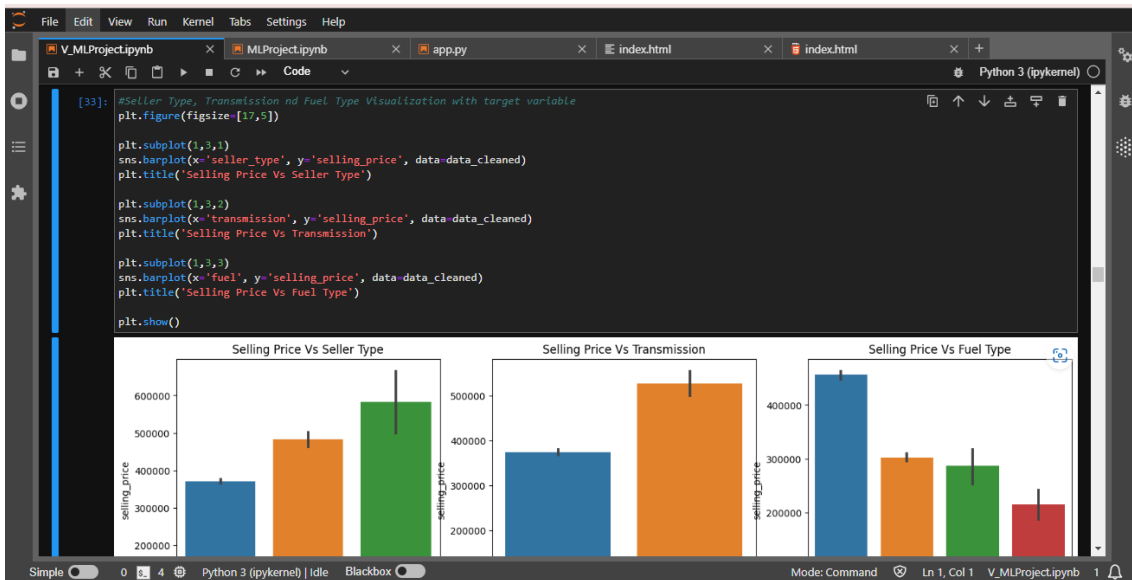 File Edit View Run Kernel Tabs Settings Help
V_MLProject.ipynb × MLProject.ipynb × app.py × index.html × index.html × +
Code Python 3 (ipykernel)
[33]: #Seller Type, Transmission nd Fuel Type Visualization with target variable
plt.figure(figsize=[17,5])
plt.subplot(1,3,1)
sns.barplot(x='seller_type', y='selling_price', data=data_cleaned)
plt.title('Selling Price Vs Seller Type')
plt.subplot(1,3,2)
sns.barplot(x='transmission', y='selling_price', data=data_cleaned)
plt.title('Selling Price Vs Transmission')
plt.subplot(1,3,3)
sns.barplot(x='fuel', y='selling_price', data=data_cleaned)
plt.title('Selling Price Vs Fuel Type')
plt.show()
Selling Price Vs Seller Type
600000
500000
400000
300000
200000
selling_price
Selling Price Vs Transmission
500000
400000
300000
200000
selling_price
Selling Price Vs Fuel Type
400000
300000
200000
selling_price
Simple 0 $_ 4 Python 3 (ipykernel) | Idle Blackbox Mode: Command Ln 1, Col 1 V_MLProject.ipynb 1